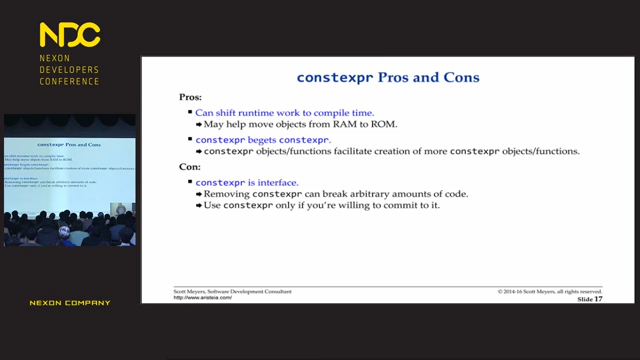 NDC
NEXON
DEVELOPERS
CONFERENCE
constexpr Pros and Cons
Pros:
Can shift runtime work to compile time.
May help move objects from RAM to ROM.
constexpr begets constexpr.
constexpr objects/functions facilitate creation of more constexpr objects/functions.
Con:
constexpr is interface.
Removing constexpr can break arbitrary amounts of code.
Use constexpr only if you're willing to commit to it.
Scott Meyers, Software Development Consultant
http://www.aristeia.com/
© 2014-16 Scott Meyers, all rights reserved.
Slide 17
constexpr Pros and Cons
NEXON COMPANY